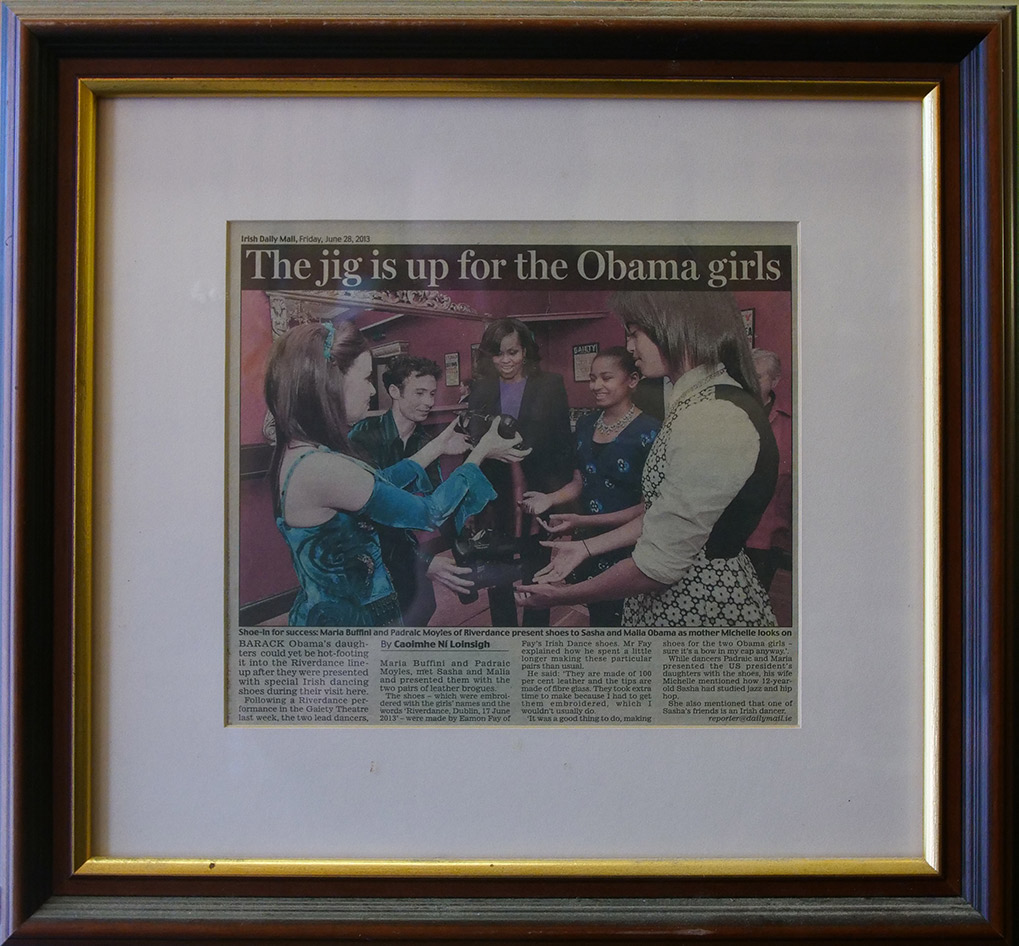 Irish Daily Mail, Friday, June 28, 2013
The jig is up for the Obama girls
GAIETY
Shoe-in for success: Maria Buffini and Padraic Moyles of Riverdance present shoes to Sasha and Malia Obama as mother Michelle looks on
BARACK Obama's daugh-
ters could yet be hot-footing
it into the Riverdance line-
up after they were presented
with special Irish dancing
shoes during their visit here.
Following a Riverdance per-
formance in the Gaiety Theatre
last week, the two lead dancers,
By Caoimhe Ní Loinsigh
Maria Buffini and Padraic
Moyles, met Sasha and Malia
and presented them with the
two pairs of leather brogues.
The shoes – which were embroi-
dered with the girls' names and the
words 'Riverdance, Dublin, 17 June
2013' – were made by Eamon Fay of
Fay's Irish Dance shoes. Mr Fay
explained how he spent a little
longer making these particular
pairs than usual.
He said: 'They are made of 100
per cent leather and the tips are
made of fibre glass. They took extra
time to make because I had to get
them embroidered, which I
wouldn't usually do.
'It was a good thing to do, making
shoes for the two Obama girls –
sure it's a bow in my cap anyway.'.
While dancers Padraic and Maria
presented the US president's
daughters with the shoes, his wife
Michelle mentioned how 12-year-
old Sasha had studied jazz and hip
hop.
She also mentioned that one of
Sasha's friends is an Irish dancer.
reporter@dailymail.ie